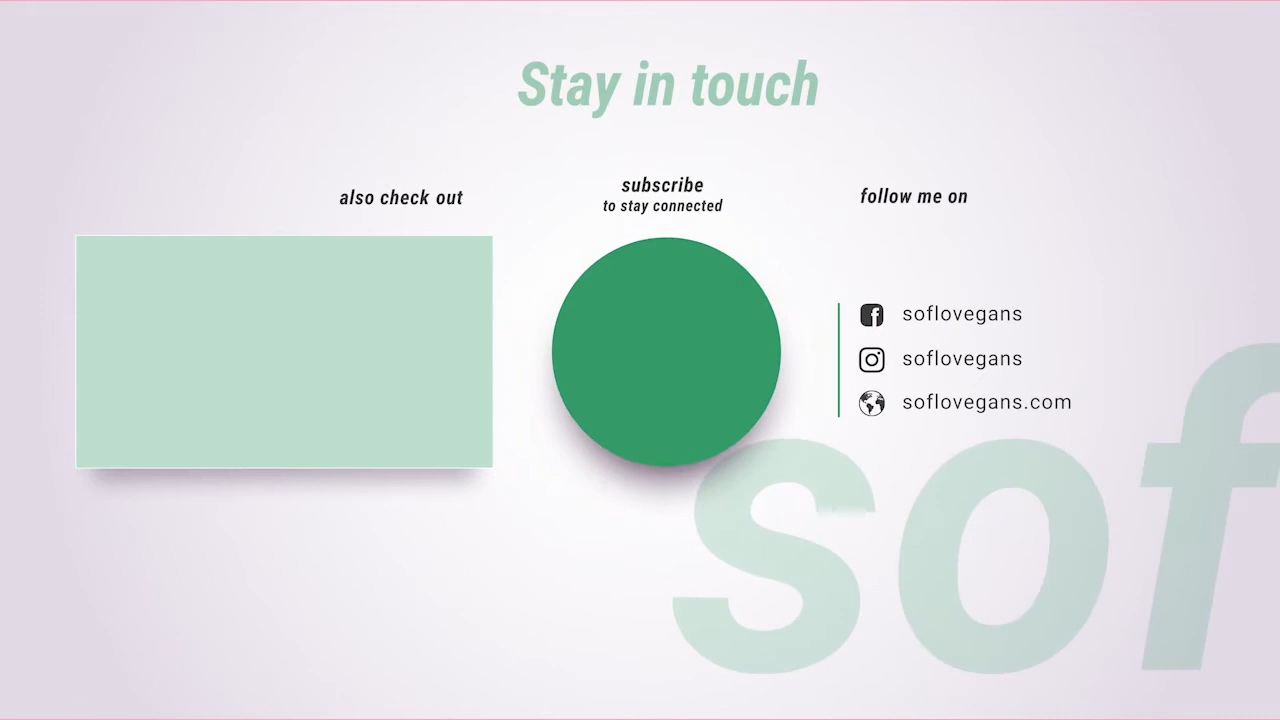 Stay in touch
also check out
subscribe
to stay connected
follow me on
soflovegans
soflovegans
soflovegans.com
sof